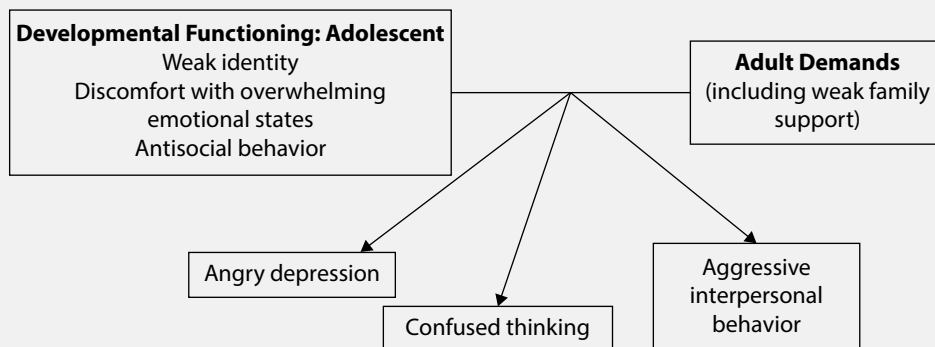 Developmental Functioning: Adolescent
Weak identity
Discomfort with overwhelming
emotional states
Antisocial behavior
Adult Demands
(including weak family
support)
Angry depression
Confused thinking
Aggressive
interpersonal
behavior